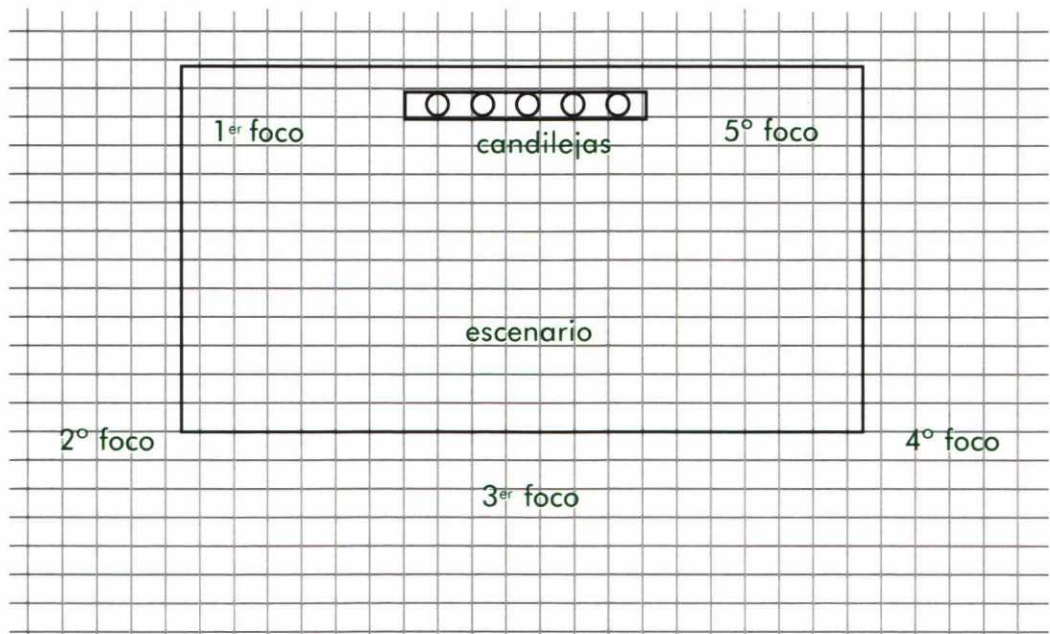 1er foco
5º foco
candilejas
escenario
2º foco
4º foco
3er foco